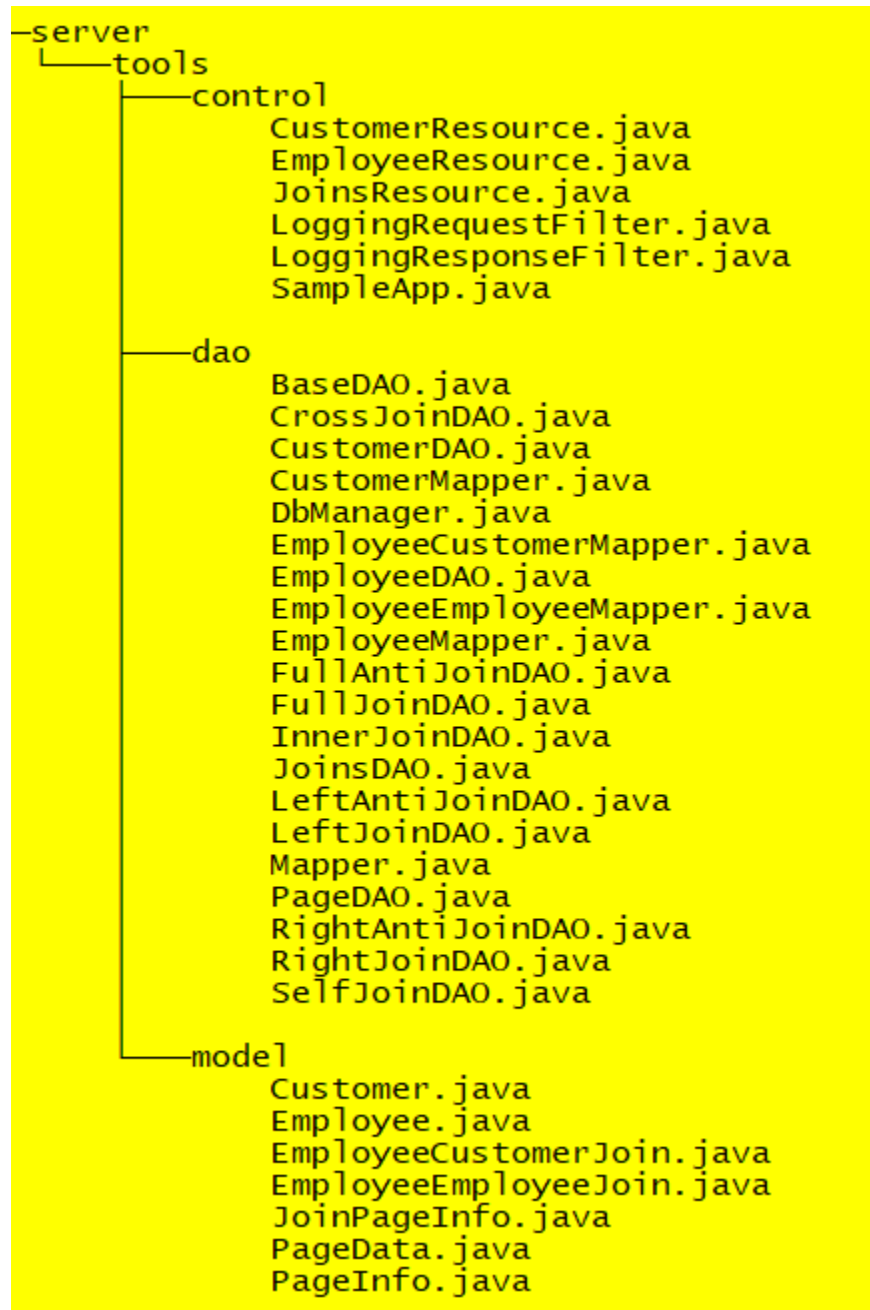 server
tools
control
CustomerResource.java
EmployeeResource.java
JoinsResource.java
LoggingRequestFilter.java
LoggingResponseFilter.java
SampleApp.java
dao
BaseDAO.java
CrossJoinDAO.java
CustomerDAO.java
CustomerMapper.java
DbManager.java
EmployeeCustomerMapper.java
EmployeeDAO.java
EmployeeEmployeeMapper.java
EmployeeMapper.java
FullAntiJoinDAO.java
FullJoinDAO.java
InnerJoinDAO.java
JoinsDAO.java
LeftAntiJoinDAO.java
LeftJoinDAO.java
Mapper.java
PageDAO.java
RightAntiJoinDAO.java
RightJoinDAO.java
SelfJoinDAO.java
model
Customer.java
Employee.java
EmployeeCustomerJoin.java
EmployeeEmployeeJoin.java
JoinPageInfo.java
PageData.java
PageInfo.java